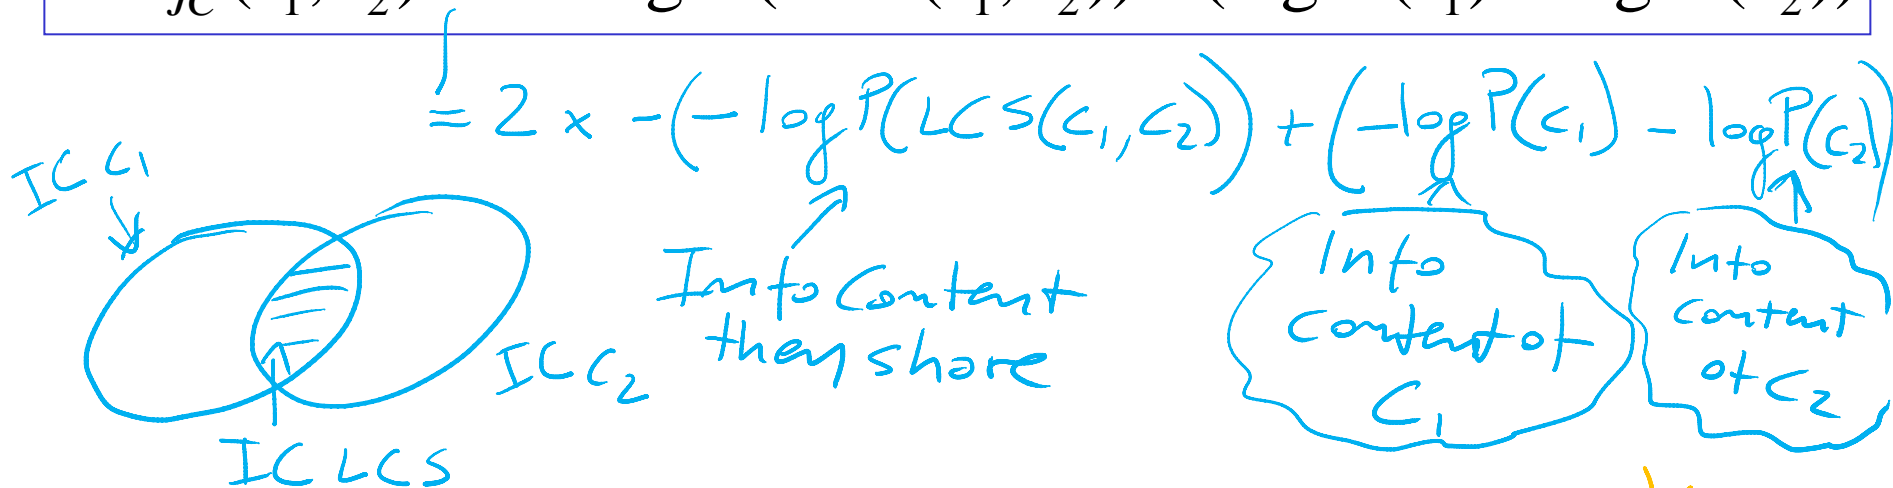 = 2 x -(-log P(LCS(c₁,c₂)) + (-log P(c₁) - log P(c₂))
IC C₁
Info Content
they share
Info
content of
C₁
Info
content
of C₂
IC C₂
IC LCS